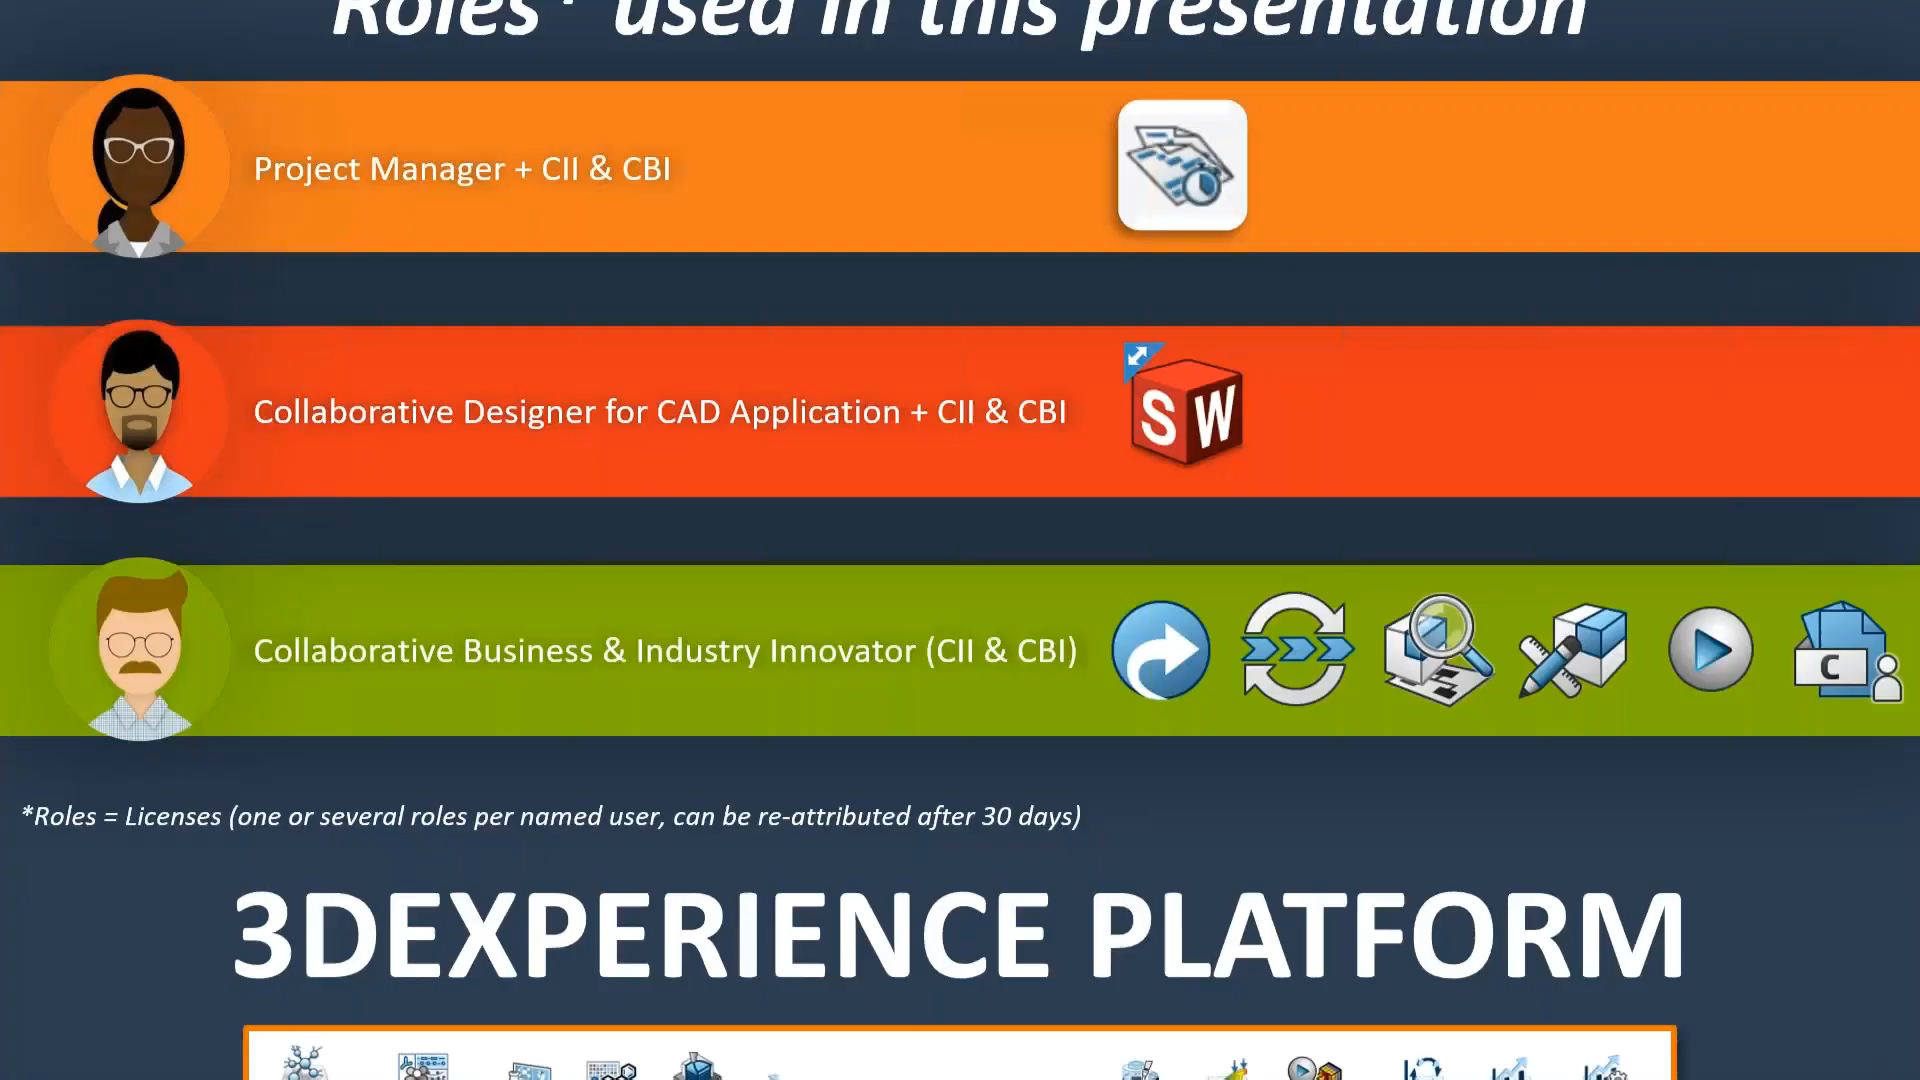 Roles* used in this presentation
Project Manager + CII & CBI
Collaborative Designer for CAD Application + CII & CBI
SW
Collaborative Business & Industry Innovator (CII & CBI)
C
*Roles = Licenses (one or several roles per named user, can be re-attributed after 30 days)
3DEXPERIENCE PLATFORM